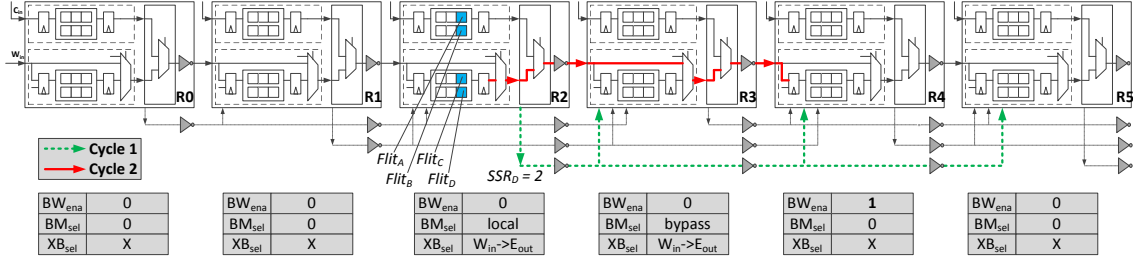 C_in
W_in
R0
R1
R2
R3
R4
R5
Cycle 1
Cycle 2
Flit_A
Flit_B
Flit_C
Flit_D
SSR_D = 2
BW_ena 0
BM_sel 0
XB_sel X
BW_ena 0
BM_sel 0
XB_sel X
BW_ena 0
BM_sel local
XB_sel W_in->E_out
BW_ena 0
BM_sel bypass
XB_sel W_in->E_out
BW_ena 1
BM_sel 0
XB_sel X
BW_ena 0
BM_sel 0
XB_sel X